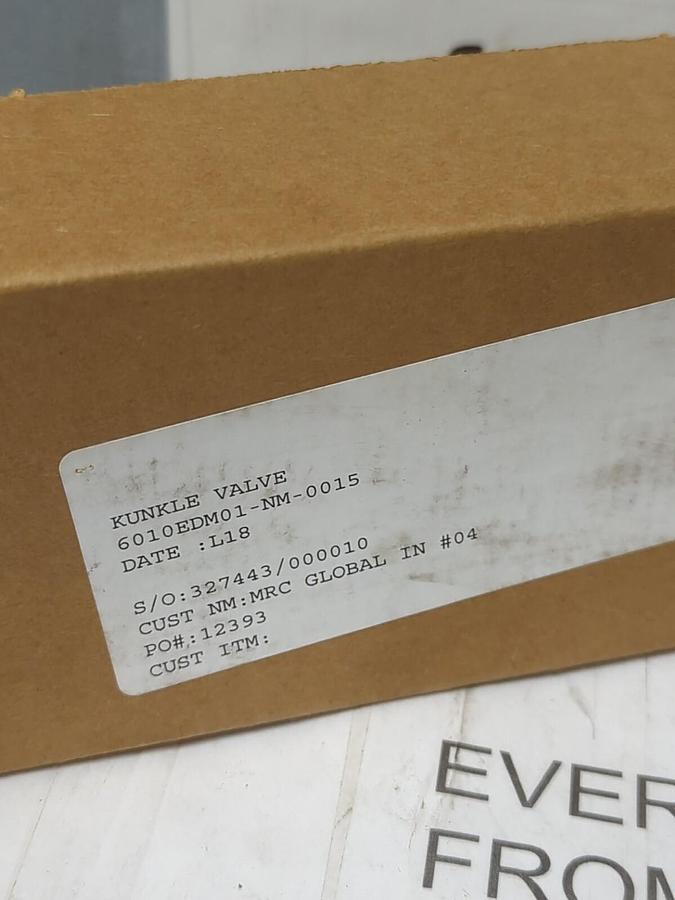 KUNKLE VALVE
6010EDM01-NM-0015
DATE :L18
S/O:327443/000010
CUST NM:MRC GLOBAL IN #04
PO#:12393
CUST ITM:
EVER
FROM